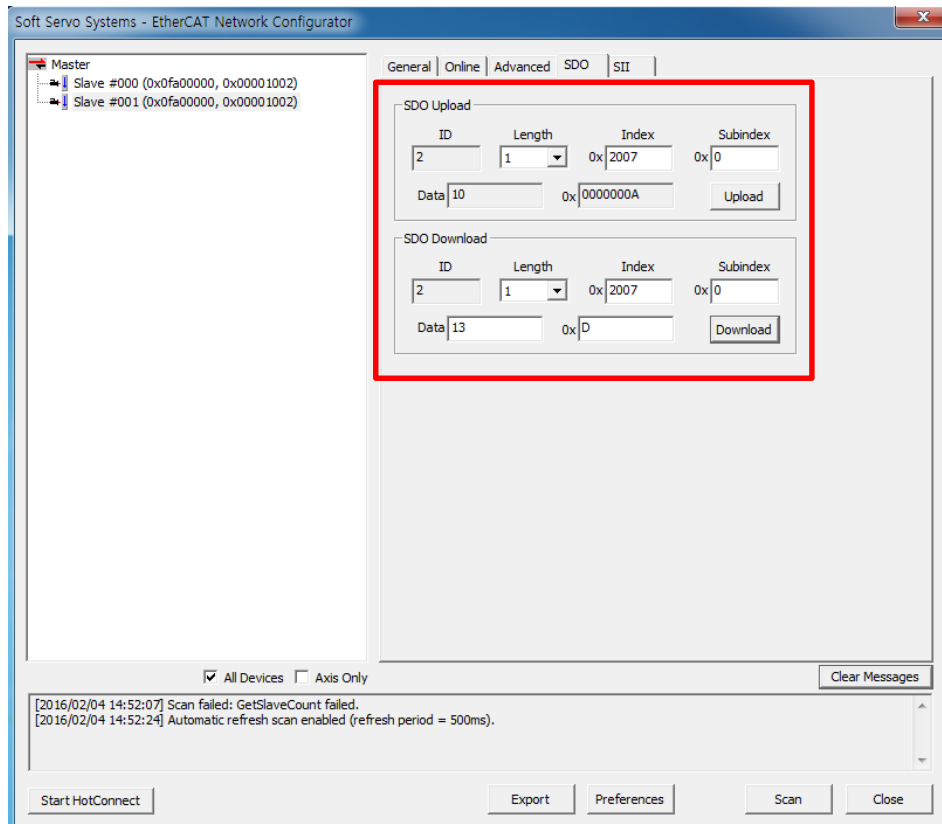 Soft Servo Systems - EtherCAT Network Configurator
Master
Slave #000 (0x0fa00000, 0x00001002)
Slave #001 (0x0fa00000, 0x00001002)
General Online Advanced SDO SII
SDO Upload
ID Length Index Subindex
2 1 0x 2007 0x 0
Data 10 0x 0000000A Upload
SDO Download
ID Length Index Subindex
2 1 0x 2007 0x 0
Data 13 0x D Download
All Devices Axis Only
Clear Messages
[2016/02/04 14:52:07] Scan failed: GetSlaveCount failed.
[2016/02/04 14:52:24] Automatic refresh scan enabled (refresh period = 500ms).
Start HotConnect Export Preferences Scan Close